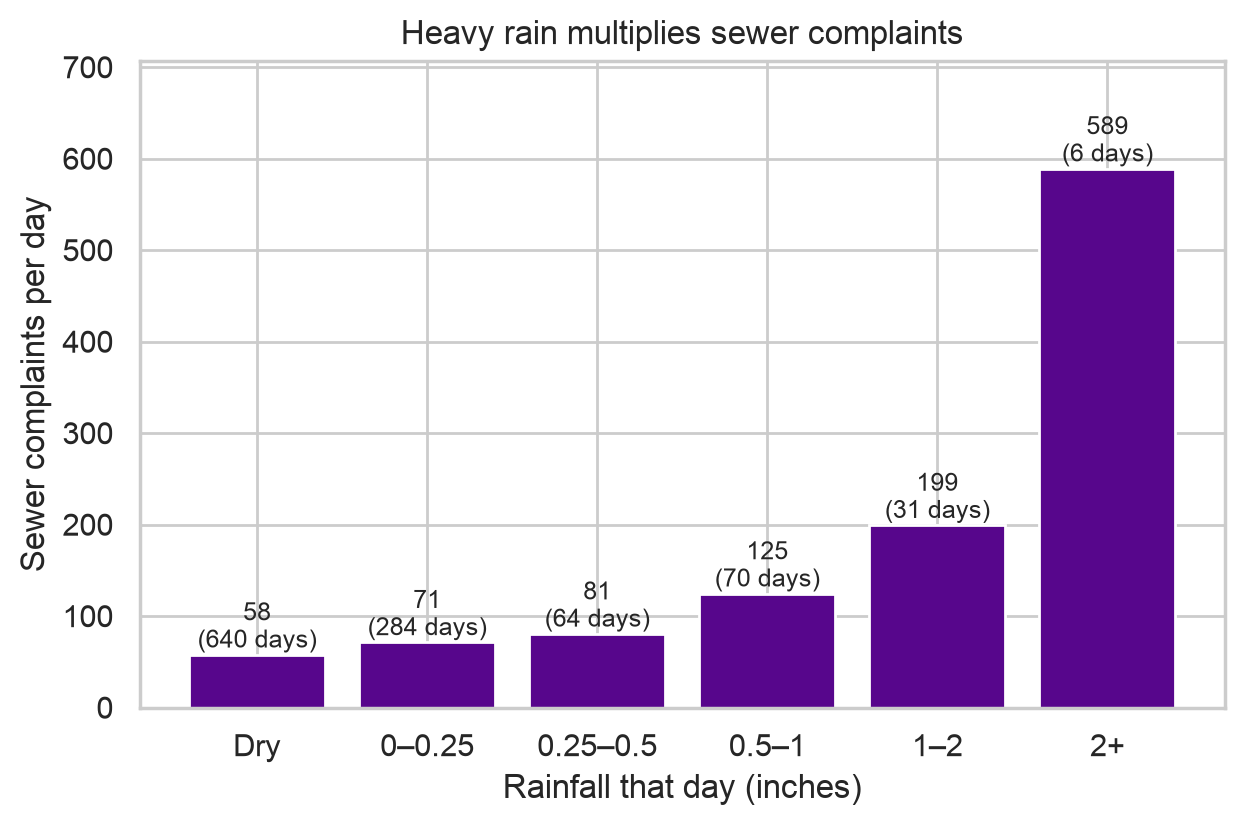 Heavy rain multiplies sewer complaints
700
600
500
400
300
200
100
0
Sewer complaints per day
58
(640 days)
71
(284 days)
81
(64 days)
125
(70 days)
199
(31 days)
589
(6 days)
Dry
0–0.25
0.25–0.5
0.5–1
1–2
2+
Rainfall that day (inches)